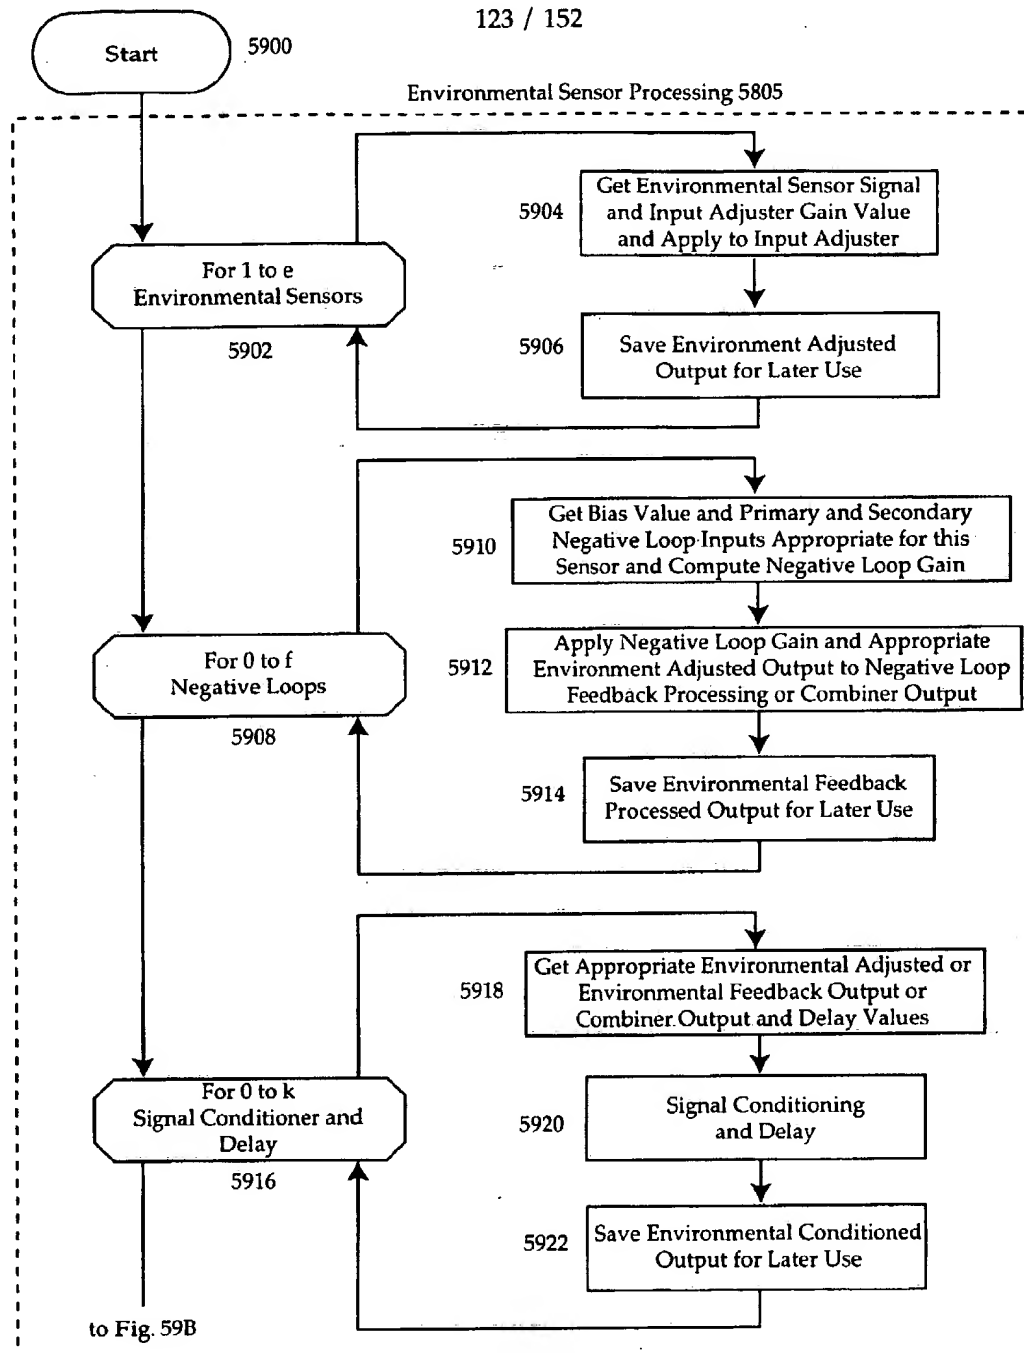 123 / 152
Start
5900
Environmental Sensor Processing 5805
Get Environmental Sensor Signal
and Input Adjuster Gain Value
and Apply to Input Adjuster
5904
For 1 to e
Environmental Sensors
5902
5906
Save Environment Adjusted
Output for Later Use
5910
Get Bias Value and Primary and Secondary
Negative Loop Inputs Appropriate for this
Sensor and Compute Negative Loop Gain
For 0 to f
Negative Loops
5908
5912
Apply Negative Loop Gain and Appropriate
Environment Adjusted Output to Negative Loop
Feedback Processing or Combiner Output
5914
Save Environmental Feedback
Processed Output for Later Use
5918
Get Appropriate Environmental Adjusted or
Environmental Feedback Output or
Combiner Output and Delay Values
For 0 to k
Signal Conditioner and
Delay
5916
5920
Signal Conditioning
and Delay
5922
Save Environmental Conditioned
Output for Later Use
to Fig. 59B